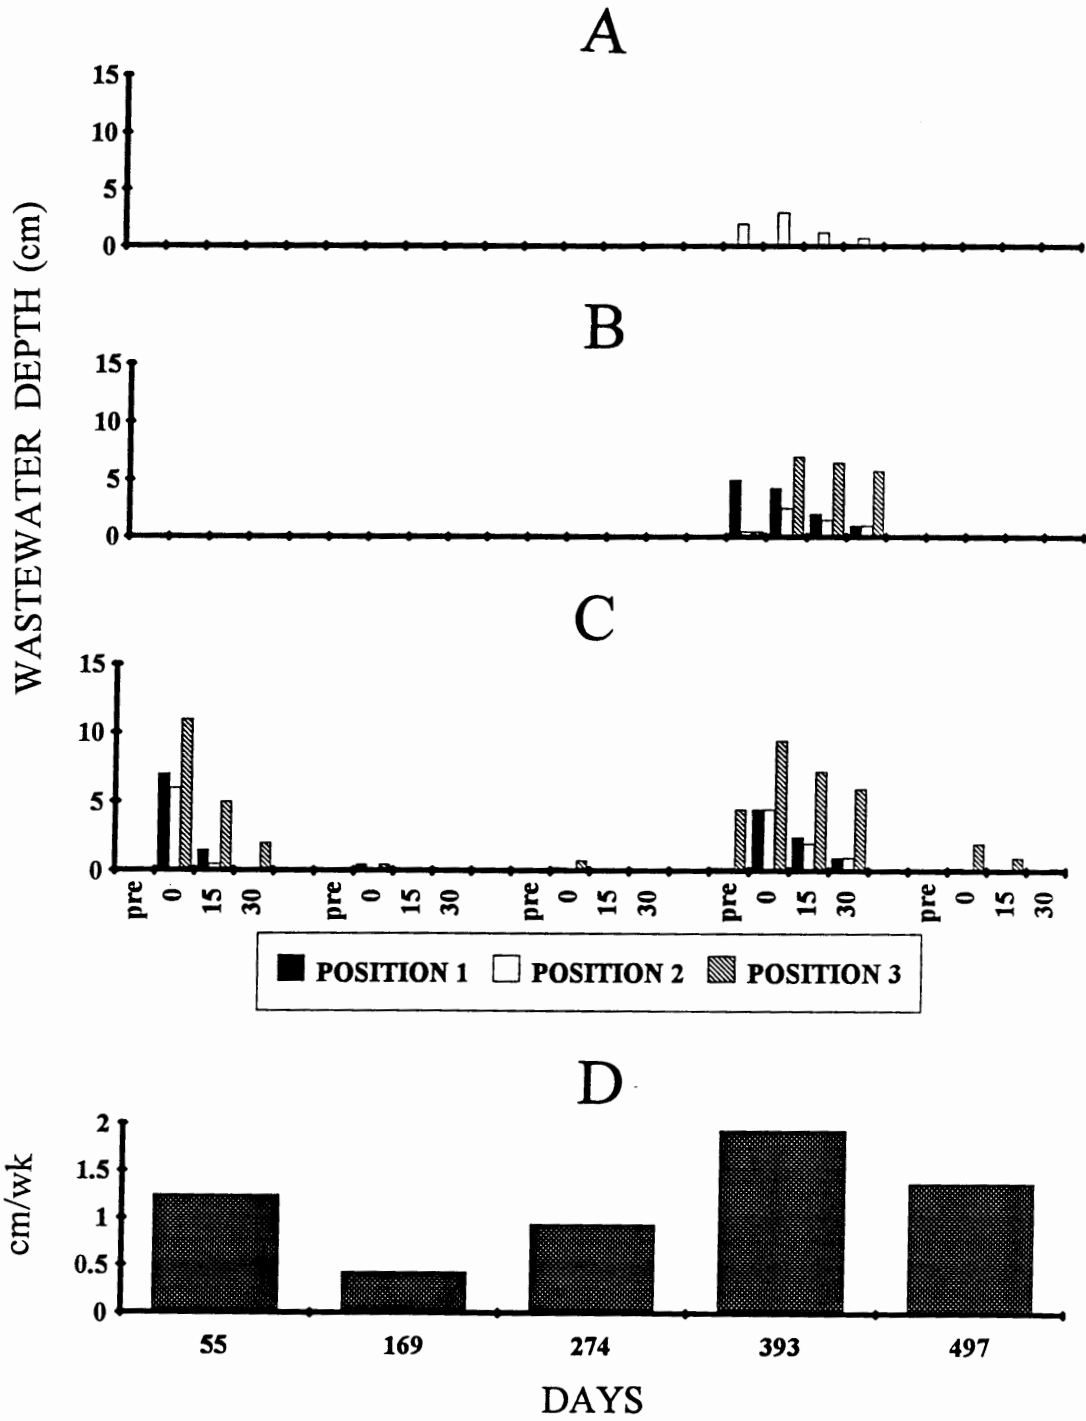 A
15
10
5
0
B
15
10
5
0
C
15
10
5
0
WASTEWATER DEPTH (cm)
pre 0 15 30 pre 0 15 30 pre 0 15 30 pre 0 15 30 pre 0 15 30
POSITION 1 POSITION 2 POSITION 3
D
2
1.5
1
0.5
0
cm/wk
55 169 274 393 497
DAYS